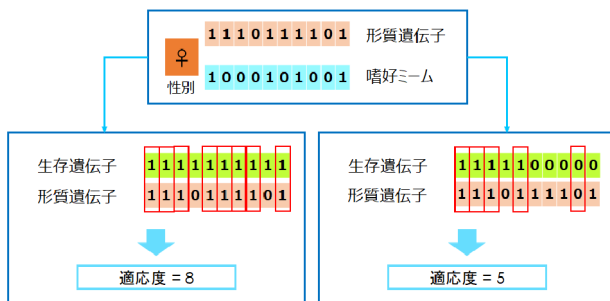 1110111101 形質遺伝子
♀
性別
1000101001 嗜好ミーム
生存遺伝子 1111111111
形質遺伝子 1110111101
適応度 = 8
生存遺伝子 1111100000
形質遺伝子 1110111101
適応度 = 5